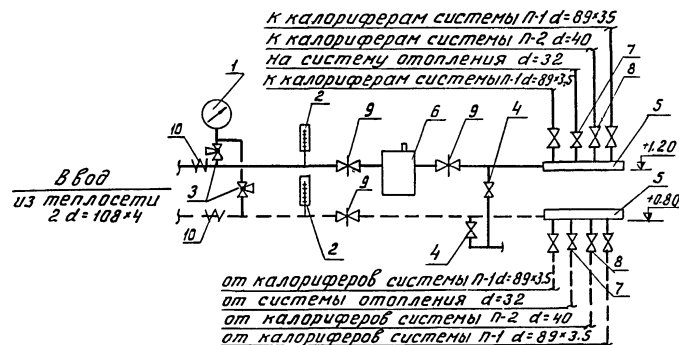 К калориферам системы П-1 d=89×3.5
К калориферам системы П-2 d=40
на систему отопления d=32
к калориферам системы П-1 d=89×3,5
7
8
1
2
9
6
9
4
5
+1.20
10
3
Ввод
из теплосети
2 d=108×4
9
5
+0.80
10
2
4
8
7
от калориферов системы П-1 d=89×3.5
от системы отопления d=32
от калориферов системы П-2 d=40
от калориферов системы П-1 d=89×3.5